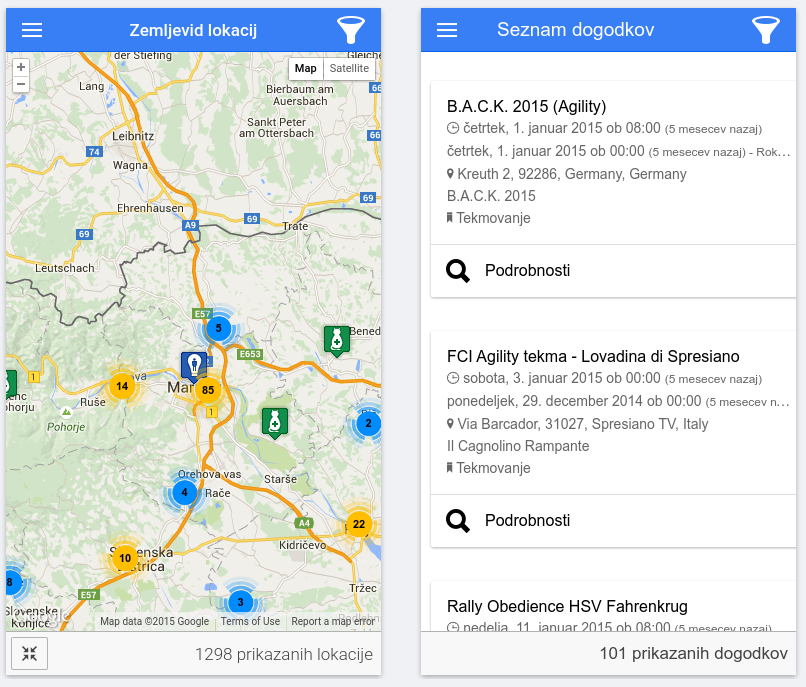 Zemljevid lokacij
der Stiefing
Gleich
+
−
Map Satellite
Lang
Bierbaum am
Auersbach
66
Sankt Peter
am Ottersbach
Leibnitz
66
74
Wagna
69
Ehrenhausen
69
A9
Trate
69
Leutschach
E57
5
Bened
E653
14
85
1
Ruše
1
Pohorje
2
Orehova vas
Rače
4
Starše
A4
22
Kidričevo
10
8
E57
3
Tržec
Slovenske
Konjice
Google
Map data ©2015 Google Terms of Use Report a map error
1298 prikazanih lokacije
Seznam dogodkov
B.A.C.K. 2015 (Agility)
četrtek, 1. januar 2015 ob 08:00 (5 mesecev nazaj)
četrtek, 1. januar 2015 ob 00:00 (5 mesecev nazaj) - Rok...
Kreuth 2, 92286, Germany, Germany
B.A.C.K. 2015
Tekmovanje
Podrobnosti
FCI Agility tekma - Lovadina di Spresiano
sobota, 3. januar 2015 ob 00:00 (5 mesecev nazaj)
ponedeljek, 29. december 2014 ob 00:00 (5 mesecev n...
Via Barcador, 31027, Spresiano TV, Italy
Il Cagnolino Rampante
Tekmovanje
Podrobnosti
Rally Obedience HSV Fahrenkrug
nedelja, 11. januar 2015 ob 08:00 (5 mesecev nazaj)
101 prikazanih dogodkov